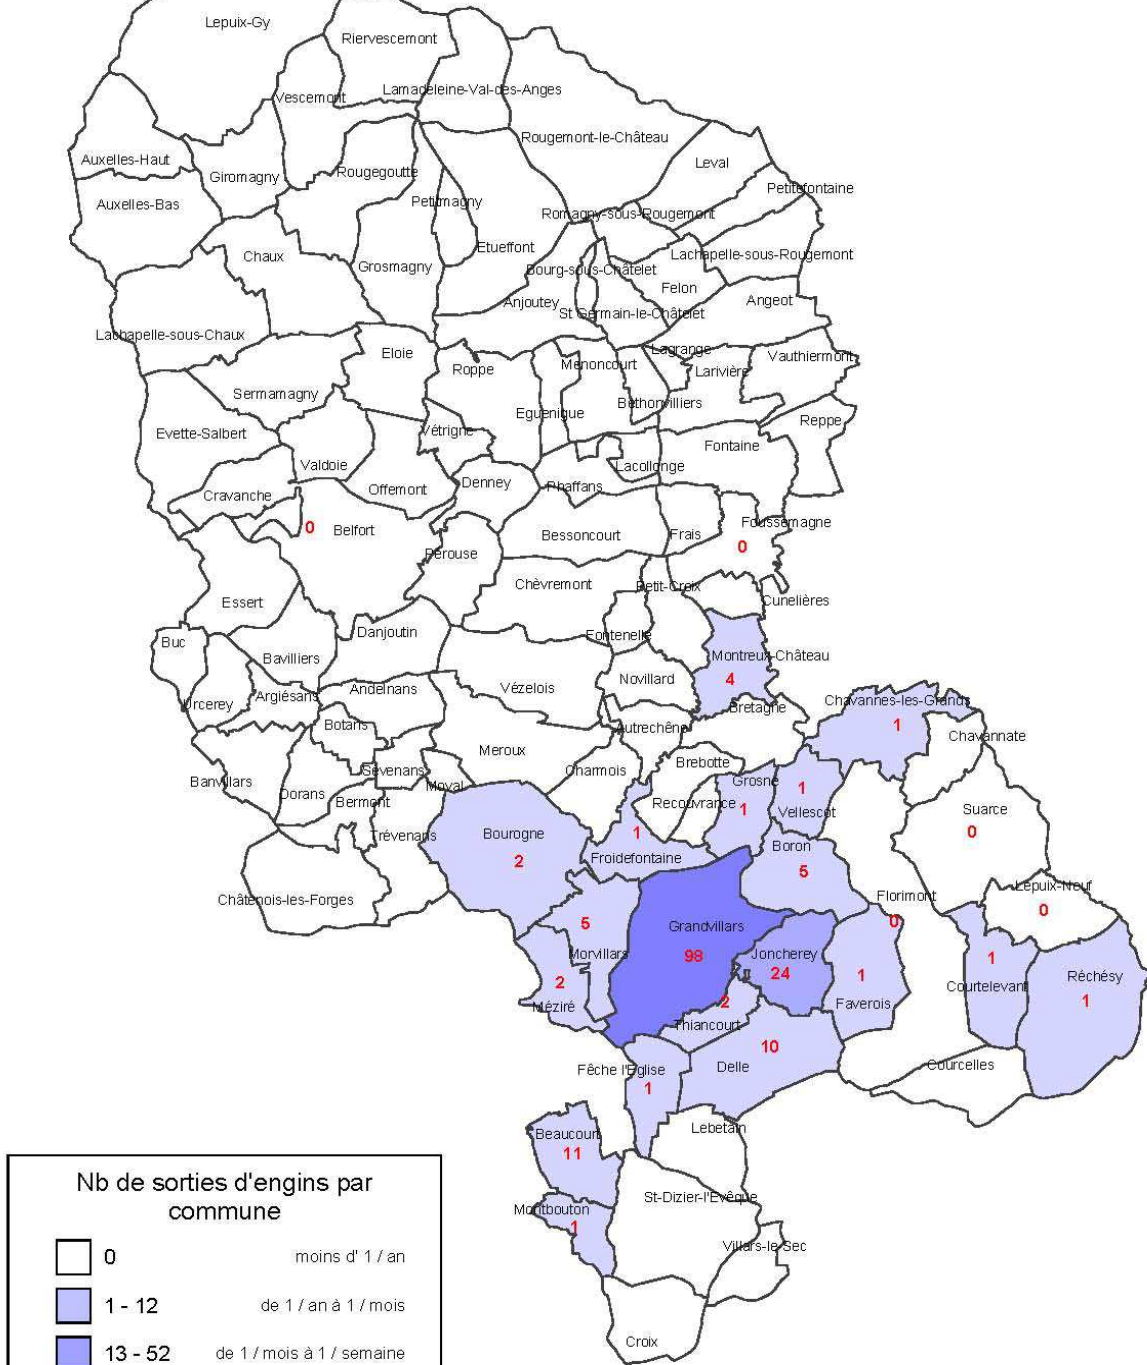 Lepuix-Gy
Riervescemont
Lamadeleine-Val-des-Anges
Vescemont
Rougemont-le-Château
Auxelles-Haut
Leval
Giromagny
Rougegoutte
Petitefontaine
Auxelles-Bas
Petitmagny
Romagny-sous-Rougemont
Etueffont
Chaux
Lachapelle-sous-Rougemont
Grosmagny
Bourg-sous-Châtelet
Felon
Anjoutey
Angeot
St Germain-le-Châtelet
Lachapelle-sous-Chaux
Eloie
Lagrange
Vauthiermont
Roppe
Menoncourt
Larivière
Sermamagny
Bethonvilliers
Eguenigue
Reppe
Evette-Salbert
Vétrigne
Fontaine
Valdoie
Lacollonge
Cravanche
Offemont
Denney
Phaffans
0
Belfort
Foussemagne
Bessoncourt
Frais
0
Pérouse
Chèvremont
Petit-Croix
Essert
Cunelières
Danjoutin
Fontenelle
Buc
Bavilliers
Montreux-Château
Novillard
4
Andelnans
Vézelois
Argiésans
Urcerey
Chavannes-les-Grands
Bretagne
Botans
1
Autrechêne
Chavannate
Meroux
Brebotte
Sévenans
Charmois
Banvillars
Grosne
Moval
1
Dorans
Bermont
Recouvrance
1
Vellescot
Suarce
0
Trévenans
Bourogne
1
Boron
2
Froidefontaine
5
Lepuix-Neuf
Châtenois-les-Forges
Florimont
0
5
0
Grandvillars
98
Morvillars
Joncherey
24
1
2
1
Courtelevant
Réchésy
1
Méziré
2
Faverois
Thiancourt
10
Delle
Fêche l'Eglise
1
Courcelles
Beaucourt
11
Lebetain
St-Dizier-l'Evêque
Montbouton
1
Villars-le-Sec
Croix
Nb de sorties d'engins par
commune
0 moins d' 1 / an
1 - 12 de 1 / an à 1 / mois
13 - 52 de 1 / mois à 1 / semaine